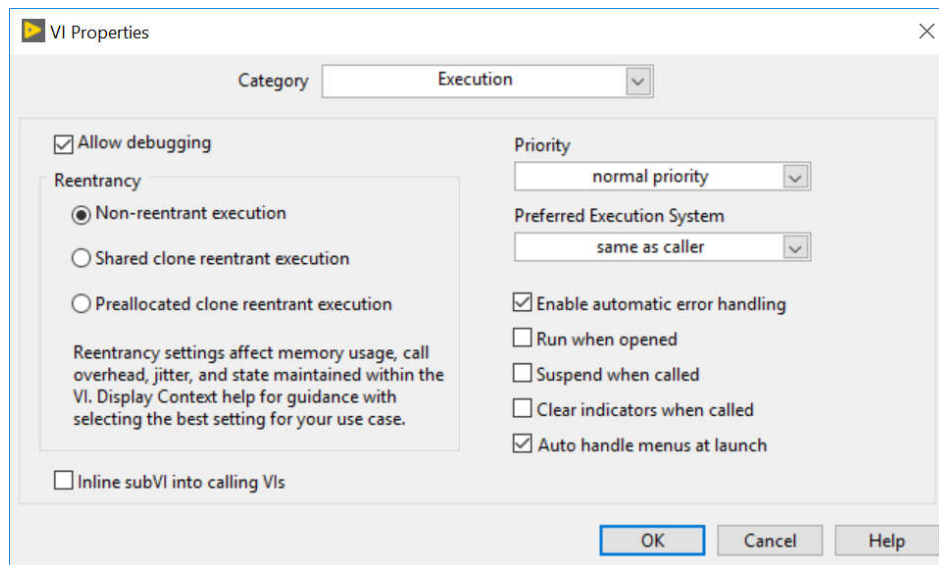 VI Properties
Category
Execution
Allow debugging
Reentrancy
Non-reentrant execution
Shared clone reentrant execution
Preallocated clone reentrant execution
Reentrancy settings affect memory usage, call
overhead, jitter, and state maintained within the
VI. Display Context help for guidance with
selecting the best setting for your use case.
Inline subVI into calling VIs
Priority
normal priority
Preferred Execution System
same as caller
Enable automatic error handling
Run when opened
Suspend when called
Clear indicators when called
Auto handle menus at launch
OK
Cancel
Help